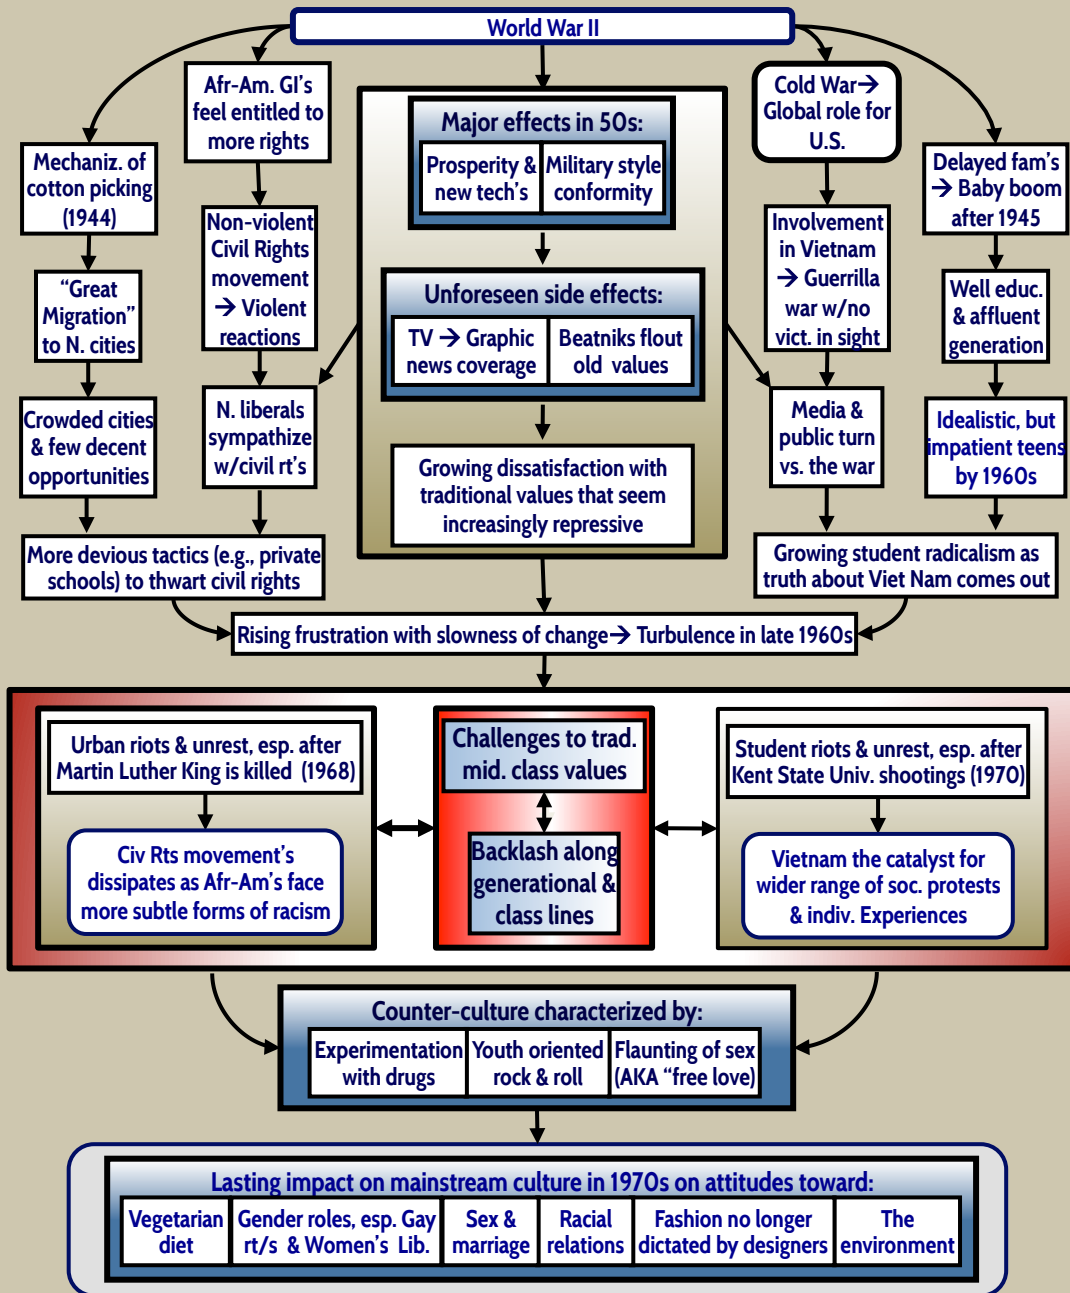 World War II
Afr-Am. GI's
feel entitled to
more rights
Cold War→
Global role for
U.S.
Mechaniz. of
cotton picking
(1944)
Major effects in 50s:
Prosperity &
new tech's
Military style
conformity
Delayed fam's
→ Baby boom
after 1945
Non-violent
Civil Rights
movement
→ Violent
reactions
Involvement
in Vietnam
→ Guerrilla
war w/no
vict. in sight
“Great
Migration”
to N. cities
Unforeseen side effects:
TV → Graphic
news coverage
Beatniks flout
old values
Well educ.
& affluent
generation
Crowded cities
& few decent
opportunities
N. liberals
sympathize
w/civil rt's
Growing dissatisfaction with
traditional values that seem
increasingly repressive
Media &
public turn
vs. the war
Idealistic, but
impatient teens
by 1960s
More devious tactics (e.g., private
schools) to thwart civil rights
Growing student radicalism as
truth about Viet Nam comes out
Rising frustration with slowness of change→ Turbulence in late 1960s
Urban riots & unrest, esp. after
Martin Luther King is killed (1968)
Civ Rts movement's
dissipates as Afr-Am's face
more subtle forms of racism
Challenges to trad.
mid. class values
Backlash along
generational &
class lines
Student riots & unrest, esp. after
Kent State Univ. shootings (1970)
Vietnam the catalyst for
wider range of soc. protests
& indiv. Experiences
Counter-culture characterized by:
Experimentation
with drugs
Youth oriented
rock & roll
Flaunting of sex
(AKA “free love)
Lasting impact on mainstream culture in 1970s on attitudes toward:
Vegetarian
diet
Gender roles, esp. Gay
rt/s & Women's Lib.
Sex &
marriage
Racial
relations
Fashion no longer
dictated by designers
The
environment